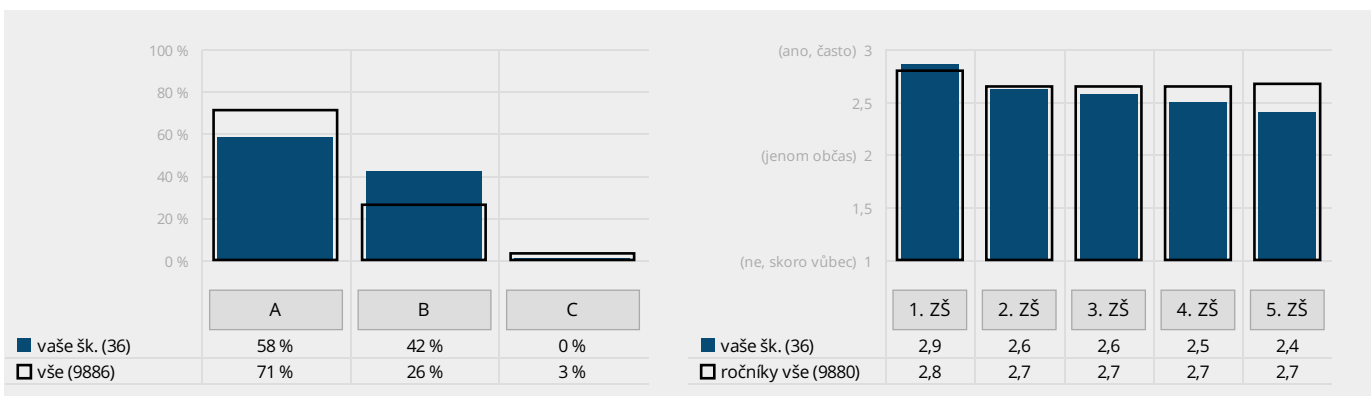 100 %
80 %
60 %
40 %
20 %
0 %
A B C
vaše šk. (36) 58 % 42 % 0 %
vše (9886) 71 % 26 % 3 %
(ano, často) 3
2,5
(jenom občas) 2
1,5
(ne, skoro vůbec) 1
1. ZŠ 2. ZŠ 3. ZŠ 4. ZŠ 5. ZŠ
vaše šk. (36) 2,9 2,6 2,6 2,5 2,4
ročníky vše (9880) 2,8 2,7 2,7 2,7 2,7